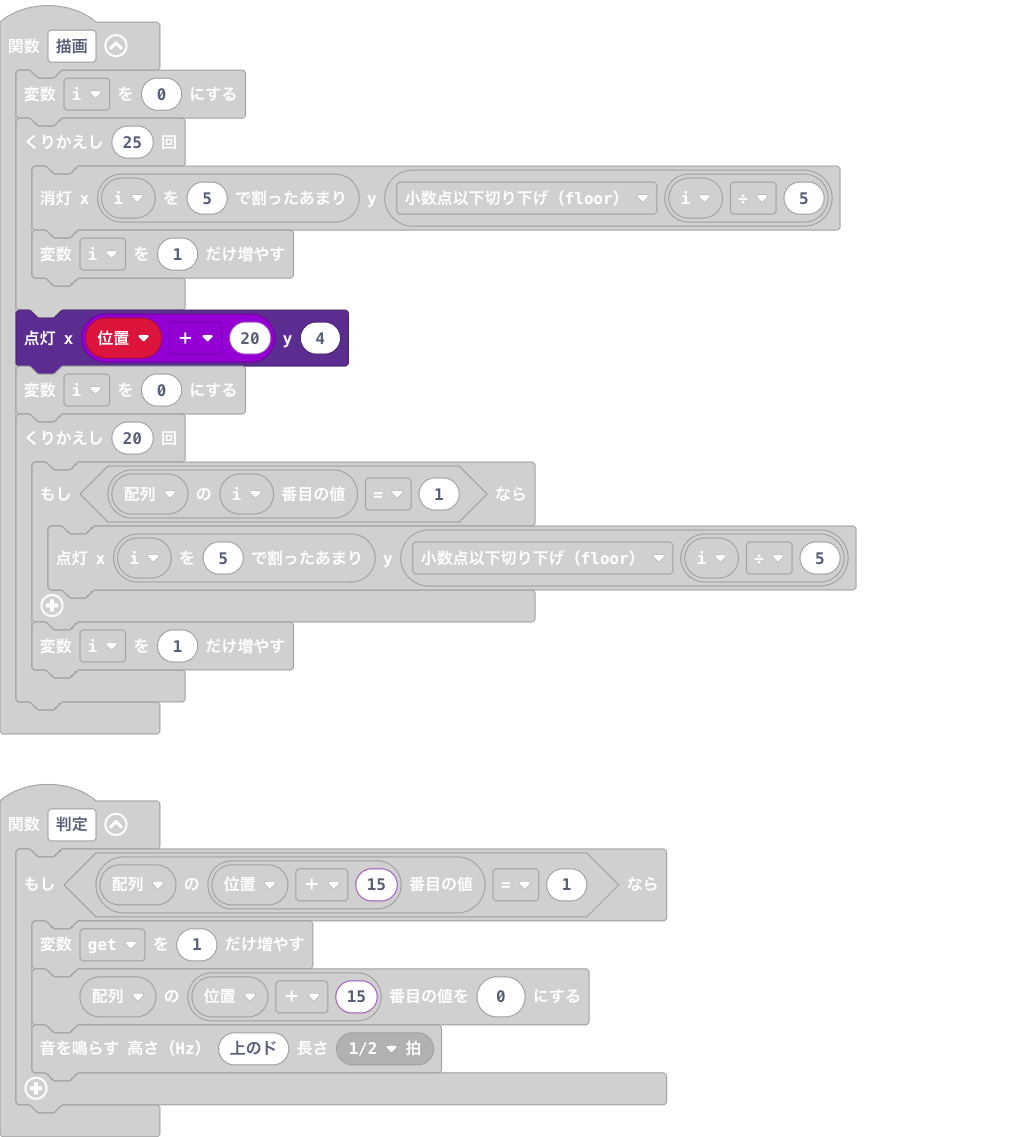 関数 描画
変数 i を 0 にする
くりかえし 25 回
消灯 x i を 5 で割ったあまり y 小数点以下切り下げ（floor） i ÷ 5
変数 i を 1 だけ増やす
点灯 x 位置 + 20 y 4
変数 i を 0 にする
くりかえし 20 回
もし 配列 の i 番目の値 = 1 なら
点灯 x i を 5 で割ったあまり y 小数点以下切り下げ（floor） i ÷ 5
変数 i を 1 だけ増やす
関数 判定
もし 配列 の 位置 + 15 番目の値 = 1 なら
変数 get を 1 だけ増やす
配列 の 位置 + 15 番目の値を 0 にする
音を鳴らす 高さ（Hz） 上のド 長さ 1/2 拍